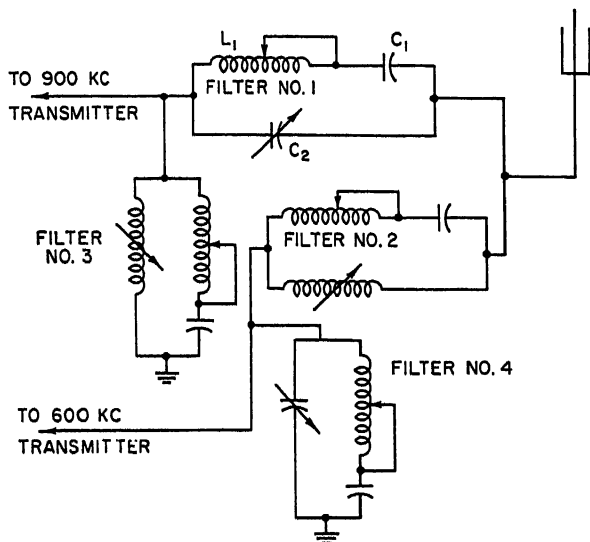 L1
C1
TO 900 KC
TRANSMITTER
FILTER NO. 1
C2
FILTER
NO. 3
FILTER NO. 2
FILTER NO. 4
TO 600 KC
TRANSMITTER